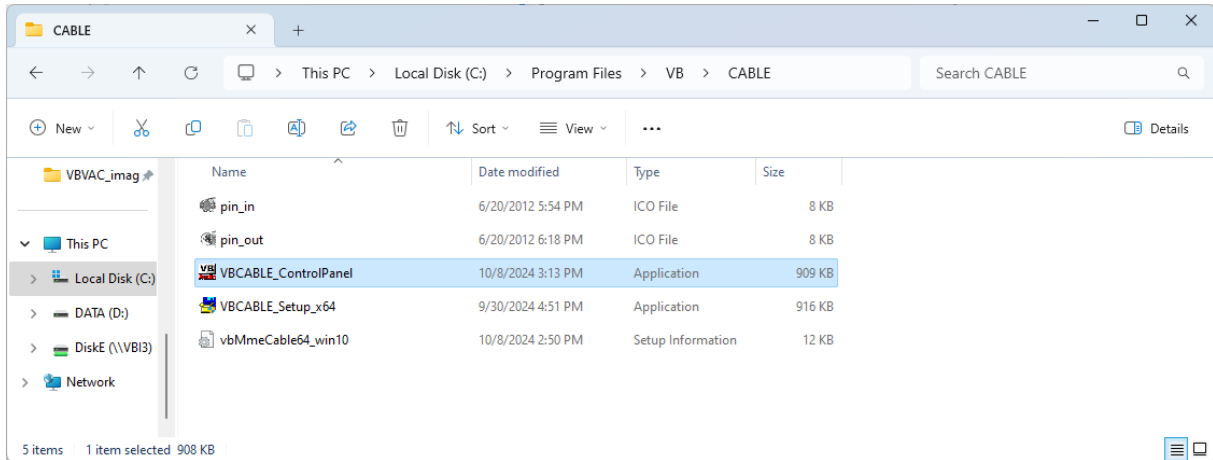 CABLE
This PC > Local Disk (C:) > Program Files > VB > CABLE
Search CABLE
New
Sort
View
Details
VBVAC_imag
This PC
Local Disk (C:)
DATA (D:)
DiskE (\\VBI3)
Network
Name Date modified Type Size
pin_in 6/20/2012 5:54 PM ICO File 8 KB
pin_out 6/20/2012 6:18 PM ICO File 8 KB
VBCABLE_ControlPanel 10/8/2024 3:13 PM Application 909 KB
VBCABLE_Setup_x64 9/30/2024 4:51 PM Application 916 KB
vbMmeCable64_win10 10/8/2024 2:50 PM Setup Information 12 KB
5 items 1 item selected 908 KB